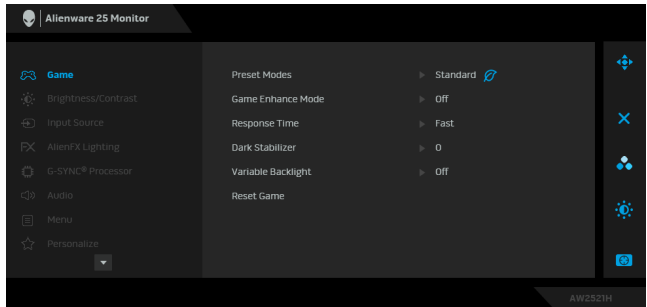 Alienware 25 Monitor
Game
Brightness/Contrast
Input Source
AlienFX Lighting
G-SYNC® Processor
Audio
Menu
Personalize
Preset Modes Standard
Game Enhance Mode Off
Response Time Fast
Dark Stabilizer 0
Variable Backlight Off
Reset Game
AW2521H